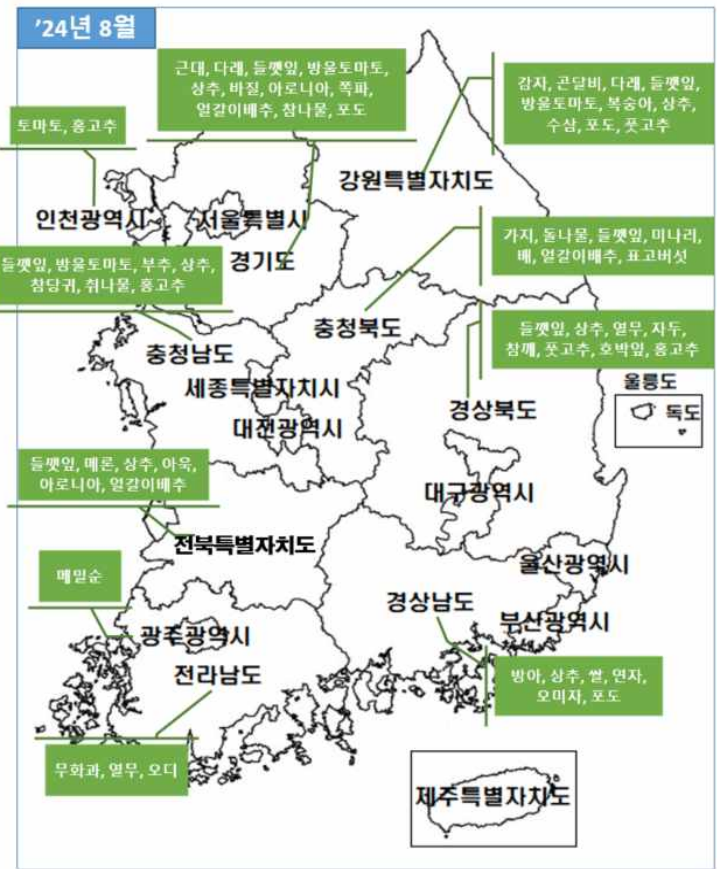 '24년 8월
근대, 다래, 들깻잎, 방울토마토,
상추, 바질, 아로니아, 쪽파,
얼갈이배추, 참나물, 포도
감자, 곤달비, 다래, 들깻잎,
방울토마토, 복숭아, 상추,
수삼, 포도, 풋고추
토마토, 홍고추
강원특별자치도
인천광역시
서울특별시
경기도
가지, 돌나물, 들깻잎, 미나리,
배, 얼갈이배추, 표고버섯
들깻잎, 방울토마토, 부추, 상추,
참당귀, 취나물, 홍고추
충청북도
들깻잎, 상추, 열무, 자두,
참깨, 풋고추, 호박잎, 홍고추
충청남도
세종특별자치시
경상북도
울릉도
독도
대전광역시
들깻잎, 메론, 상추, 아욱,
아로니아, 얼갈이배추
대구광역시
전북특별자치도
울산광역시
메밀순
경상남도
부산광역시
광주광역시
전라남도
방아, 상추, 쌀, 연자,
오미자, 포도
무화과, 열무, 오디
제주특별자치도